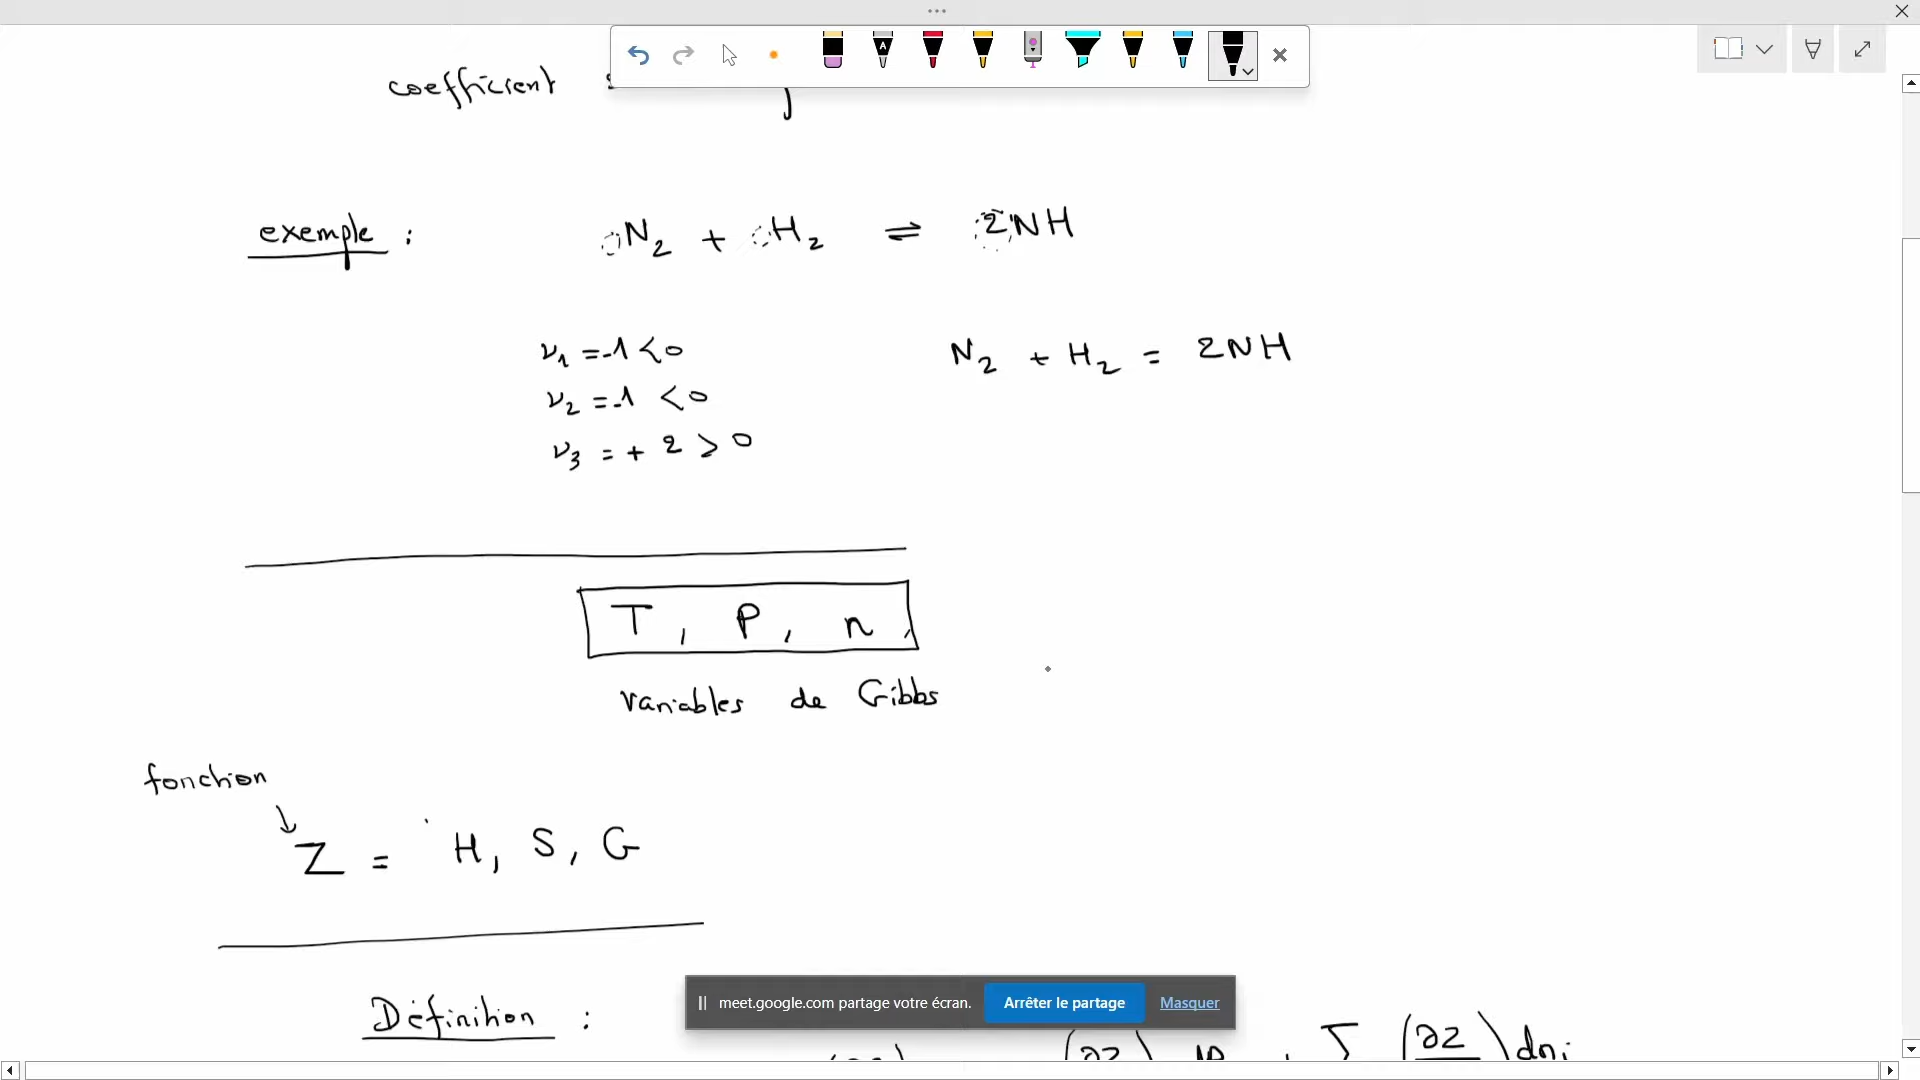 coefficient
exemple : N₂ + H₂ ⇌ 2NH
ν₁ = -1 < 0
N₂ + H₂ = 2NH
ν₂ = -1 < 0
ν₃ = + 2 > 0
T, P, n,
variables de Gibbs
fonction
↓
Z = H, S, G
Définition :
meet.google.com partage votre écran. Arrêter le partage Masquer
Σ (∂Z) dni